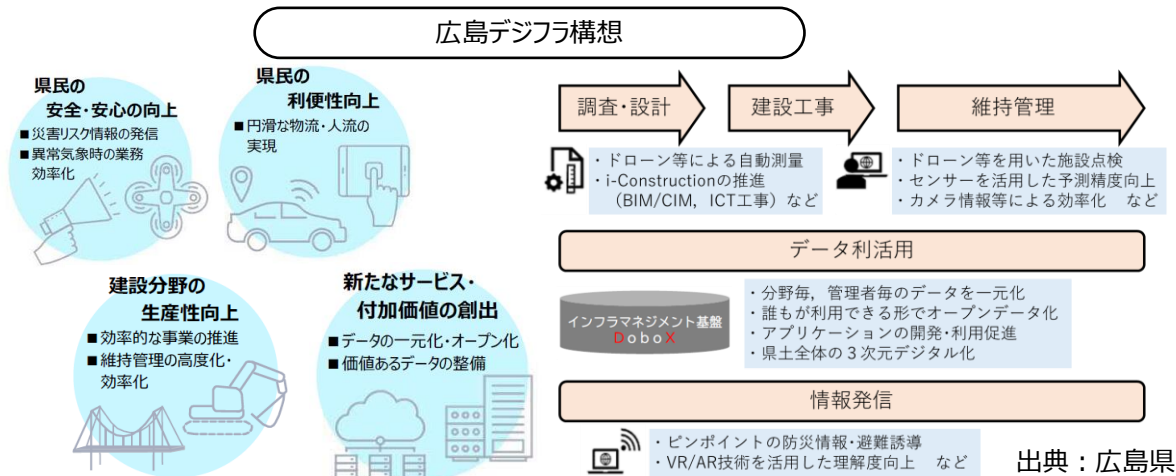 広島デジフラ構想
県民の
安全・安心の向上
■災害リスク情報の発信
■異常気象時の業務
効率化
県民の
利便性向上
■円滑な物流・人流の
実現
建設分野の
生産性向上
■効率的な事業の推進
■維持管理の高度化・
効率化
新たなサービス・
付加価値の創出
■データの一元化・オープン化
■価値あるデータの整備
調査・設計
建設工事
維持管理
・ドローン等による自動測量
・i-Constructionの推進
（BIM/CIM，ICT工事）など
・ドローン等を用いた施設点検
・センサーを活用した予測精度向上
・カメラ情報等による効率化　など
データ利活用
インフラマネジメント基盤
DoboX
・分野毎，管理者毎のデータを一元化
・誰もが利用できる形でオープンデータ化
・アプリケーションの開発・利用促進
・県土全体の３次元デジタル化
情報発信
・ピンポイントの防災情報・避難誘導
・VR/AR技術を活用した理解度向上　など
出典：広島県